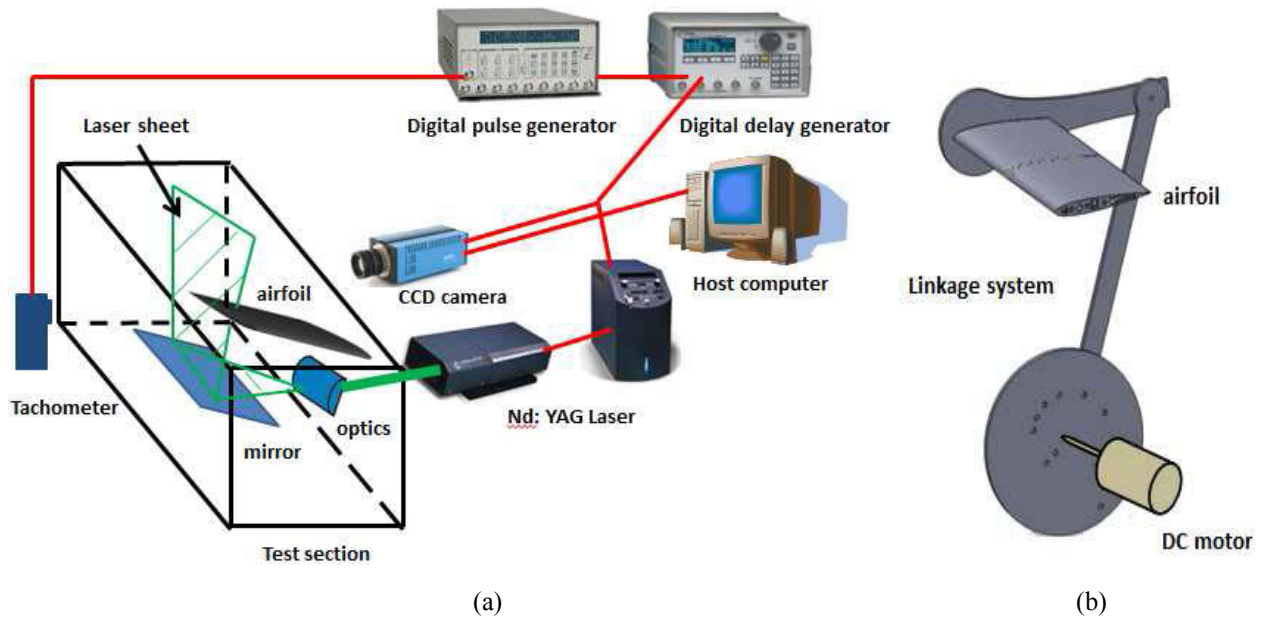 Laser sheet
Digital pulse generator
Digital delay generator
airfoil
CCD camera
Host computer
Tachometer
mirror
optics
Nd: YAG Laser
Test section
(a)
airfoil
Linkage system
DC motor
(b)